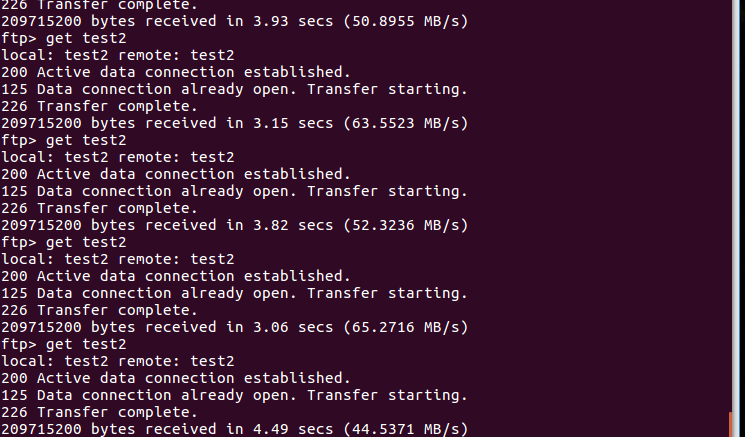 226 Transfer complete.
209715200 bytes received in 3.93 secs (50.8955 MB/s)
ftp> get test2
local: test2 remote: test2
200 Active data connection established.
125 Data connection already open. Transfer starting.
226 Transfer complete.
209715200 bytes received in 3.15 secs (63.5523 MB/s)
ftp> get test2
local: test2 remote: test2
200 Active data connection established.
125 Data connection already open. Transfer starting.
226 Transfer complete.
209715200 bytes received in 3.82 secs (52.3236 MB/s)
ftp> get test2
local: test2 remote: test2
200 Active data connection established.
125 Data connection already open. Transfer starting.
226 Transfer complete.
209715200 bytes received in 3.06 secs (65.2716 MB/s)
ftp> get test2
local: test2 remote: test2
200 Active data connection established.
125 Data connection already open. Transfer starting.
226 Transfer complete.
209715200 bytes received in 4.49 secs (44.5371 MB/s)